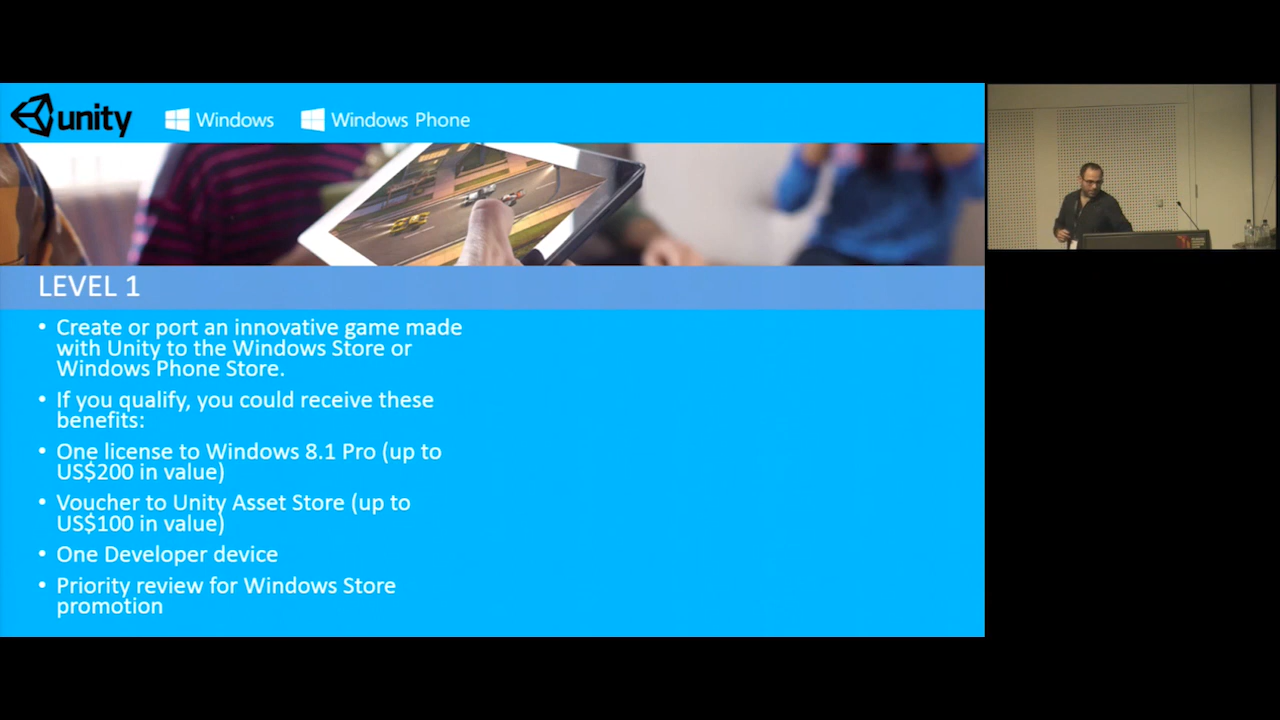 unity Windows Windows Phone
LEVEL 1
• Create or port an innovative game made
with Unity to the Windows Store or
Windows Phone Store.
• If you qualify, you could receive these
benefits:
• One license to Windows 8.1 Pro (up to
US$200 in value)
• Voucher to Unity Asset Store (up to
US$100 in value)
• One Developer device
• Priority review for Windows Store
promotion